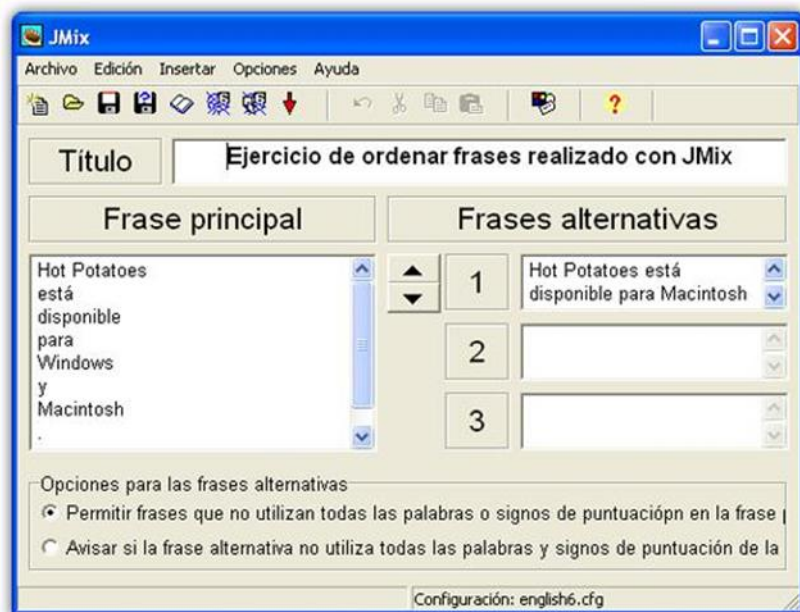 JMix
Archivo Edición Insertar Opciones Ayuda
?
Título
Ejercicio de ordenar frases realizado con JMix
Frase principal
Frases alternativas
Hot Potatoes
está
disponible
para
Windows
y
Macintosh
.
1
Hot Potatoes está
disponible para Macintosh
2
3
Opciones para las frases alternativas
Permitir frases que no utilizan todas las palabras o signos de puntuaciópn en la frase
Avisar si la frase alternativa no utiliza todas las palabras y signos de puntuación de la
Configuración: english6.cfg